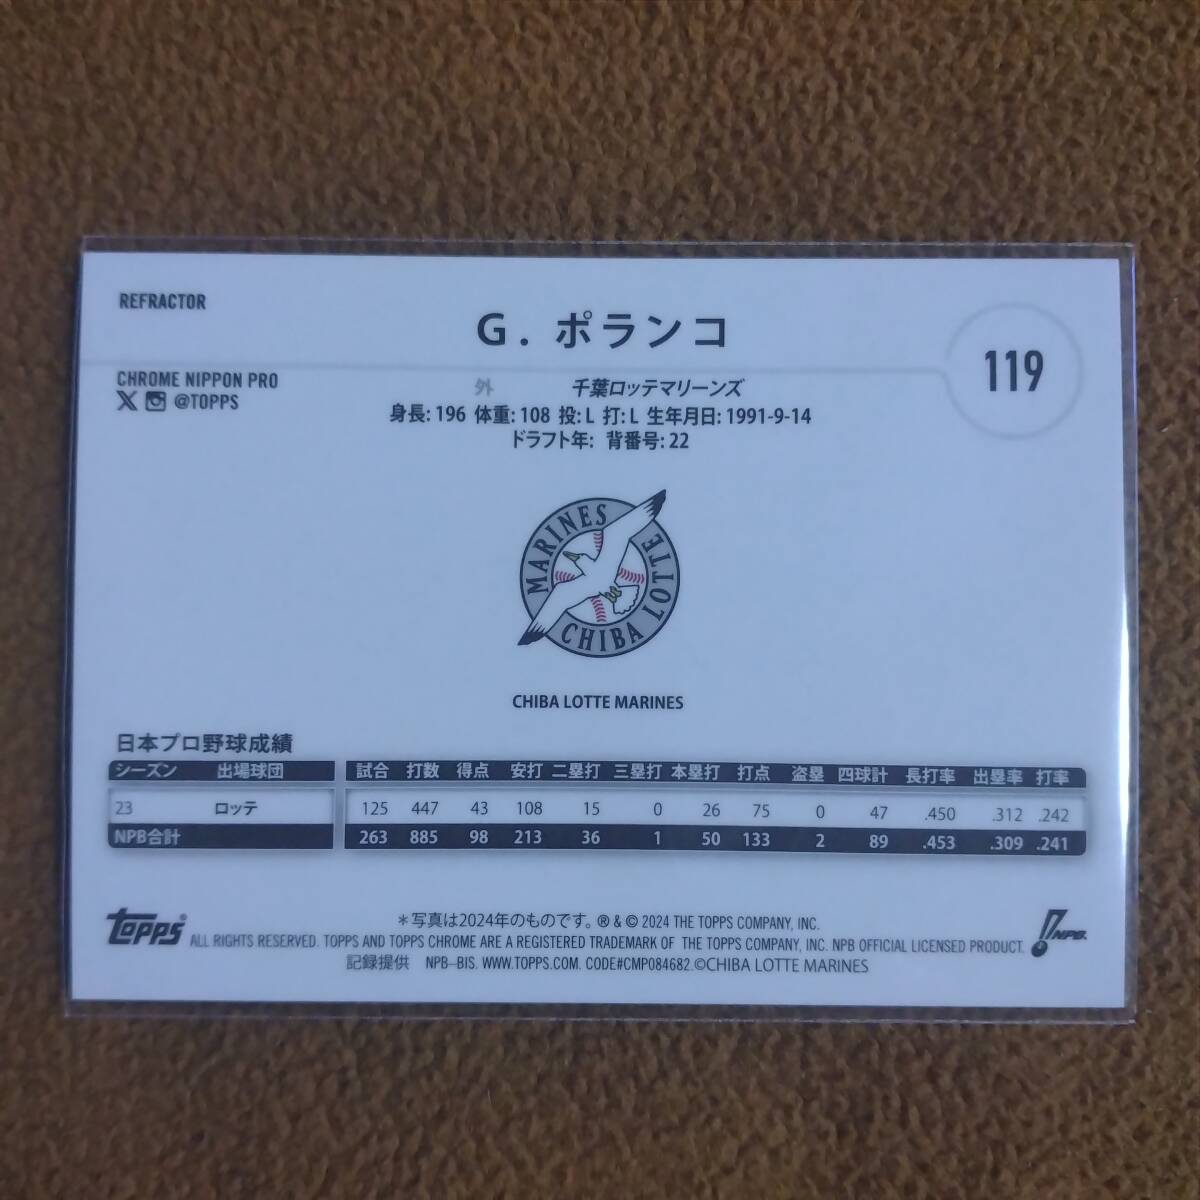 REFRACTOR
G. ポランコ
119
CHROME NIPPON PRO
@TOPPS
外 千葉ロッテマリーンズ
身長: 196 体重: 108 投: L 打: L 生年月日: 1991-9-14
ドラフト年: 背番号: 22
MARINES
CHIBA LOTTE
CHIBA LOTTE MARINES
日本プロ野球成績
シーズン 出場球団 試合 打数 得点 安打 二塁打 三塁打 本塁打 打点 盗塁 四球計 長打率 出塁率 打率
23 ロッテ 125 447 43 108 15 0 26 75 0 47 .450 .312 .242
NPB合計 263 885 98 213 36 1 50 133 2 89 .453 .309 .241
＊写真は2024年のものです。® & © 2024 THE TOPPS COMPANY, INC.
TOPPS® ALL RIGHTS RESERVED. TOPPS AND TOPPS CHROME ARE A REGISTERED TRADEMARK OF THE TOPPS COMPANY, INC. NPB OFFICIAL LICENSED PRODUCT. NPB.
記録提供 NPB-BIS. WWW.TOPPS.COM. CODE#CMP084682.©CHIBA LOTTE MARINES